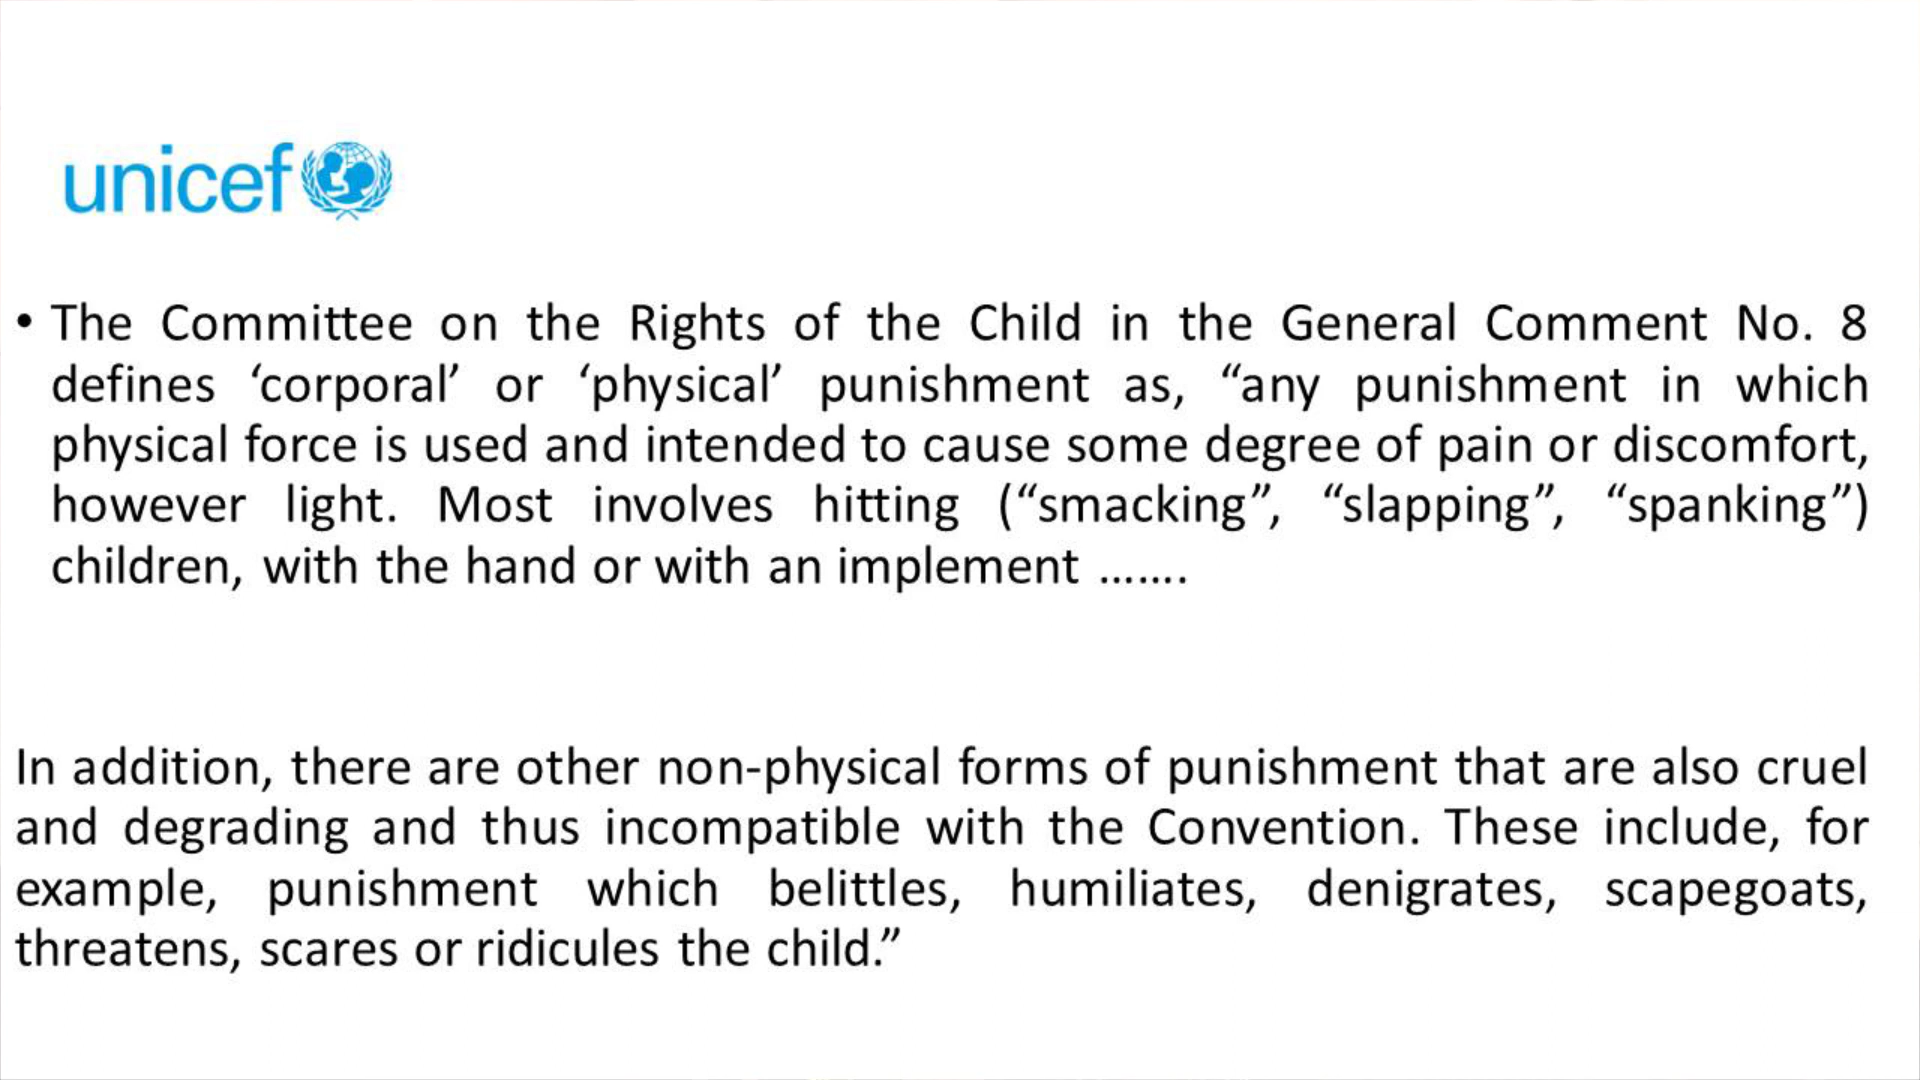 unicef
• The Committee on the Rights of the Child in the General Comment No. 8
defines ‘corporal’ or ‘physical’ punishment as, “any punishment in which
physical force is used and intended to cause some degree of pain or discomfort,
however light. Most involves hitting (“smacking”, “slapping”, “spanking”)
children, with the hand or with an implement .......
In addition, there are other non-physical forms of punishment that are also cruel
and degrading and thus incompatible with the Convention. These include, for
example, punishment which belittles, humiliates, denigrates, scapegoats,
threatens, scares or ridicules the child.”